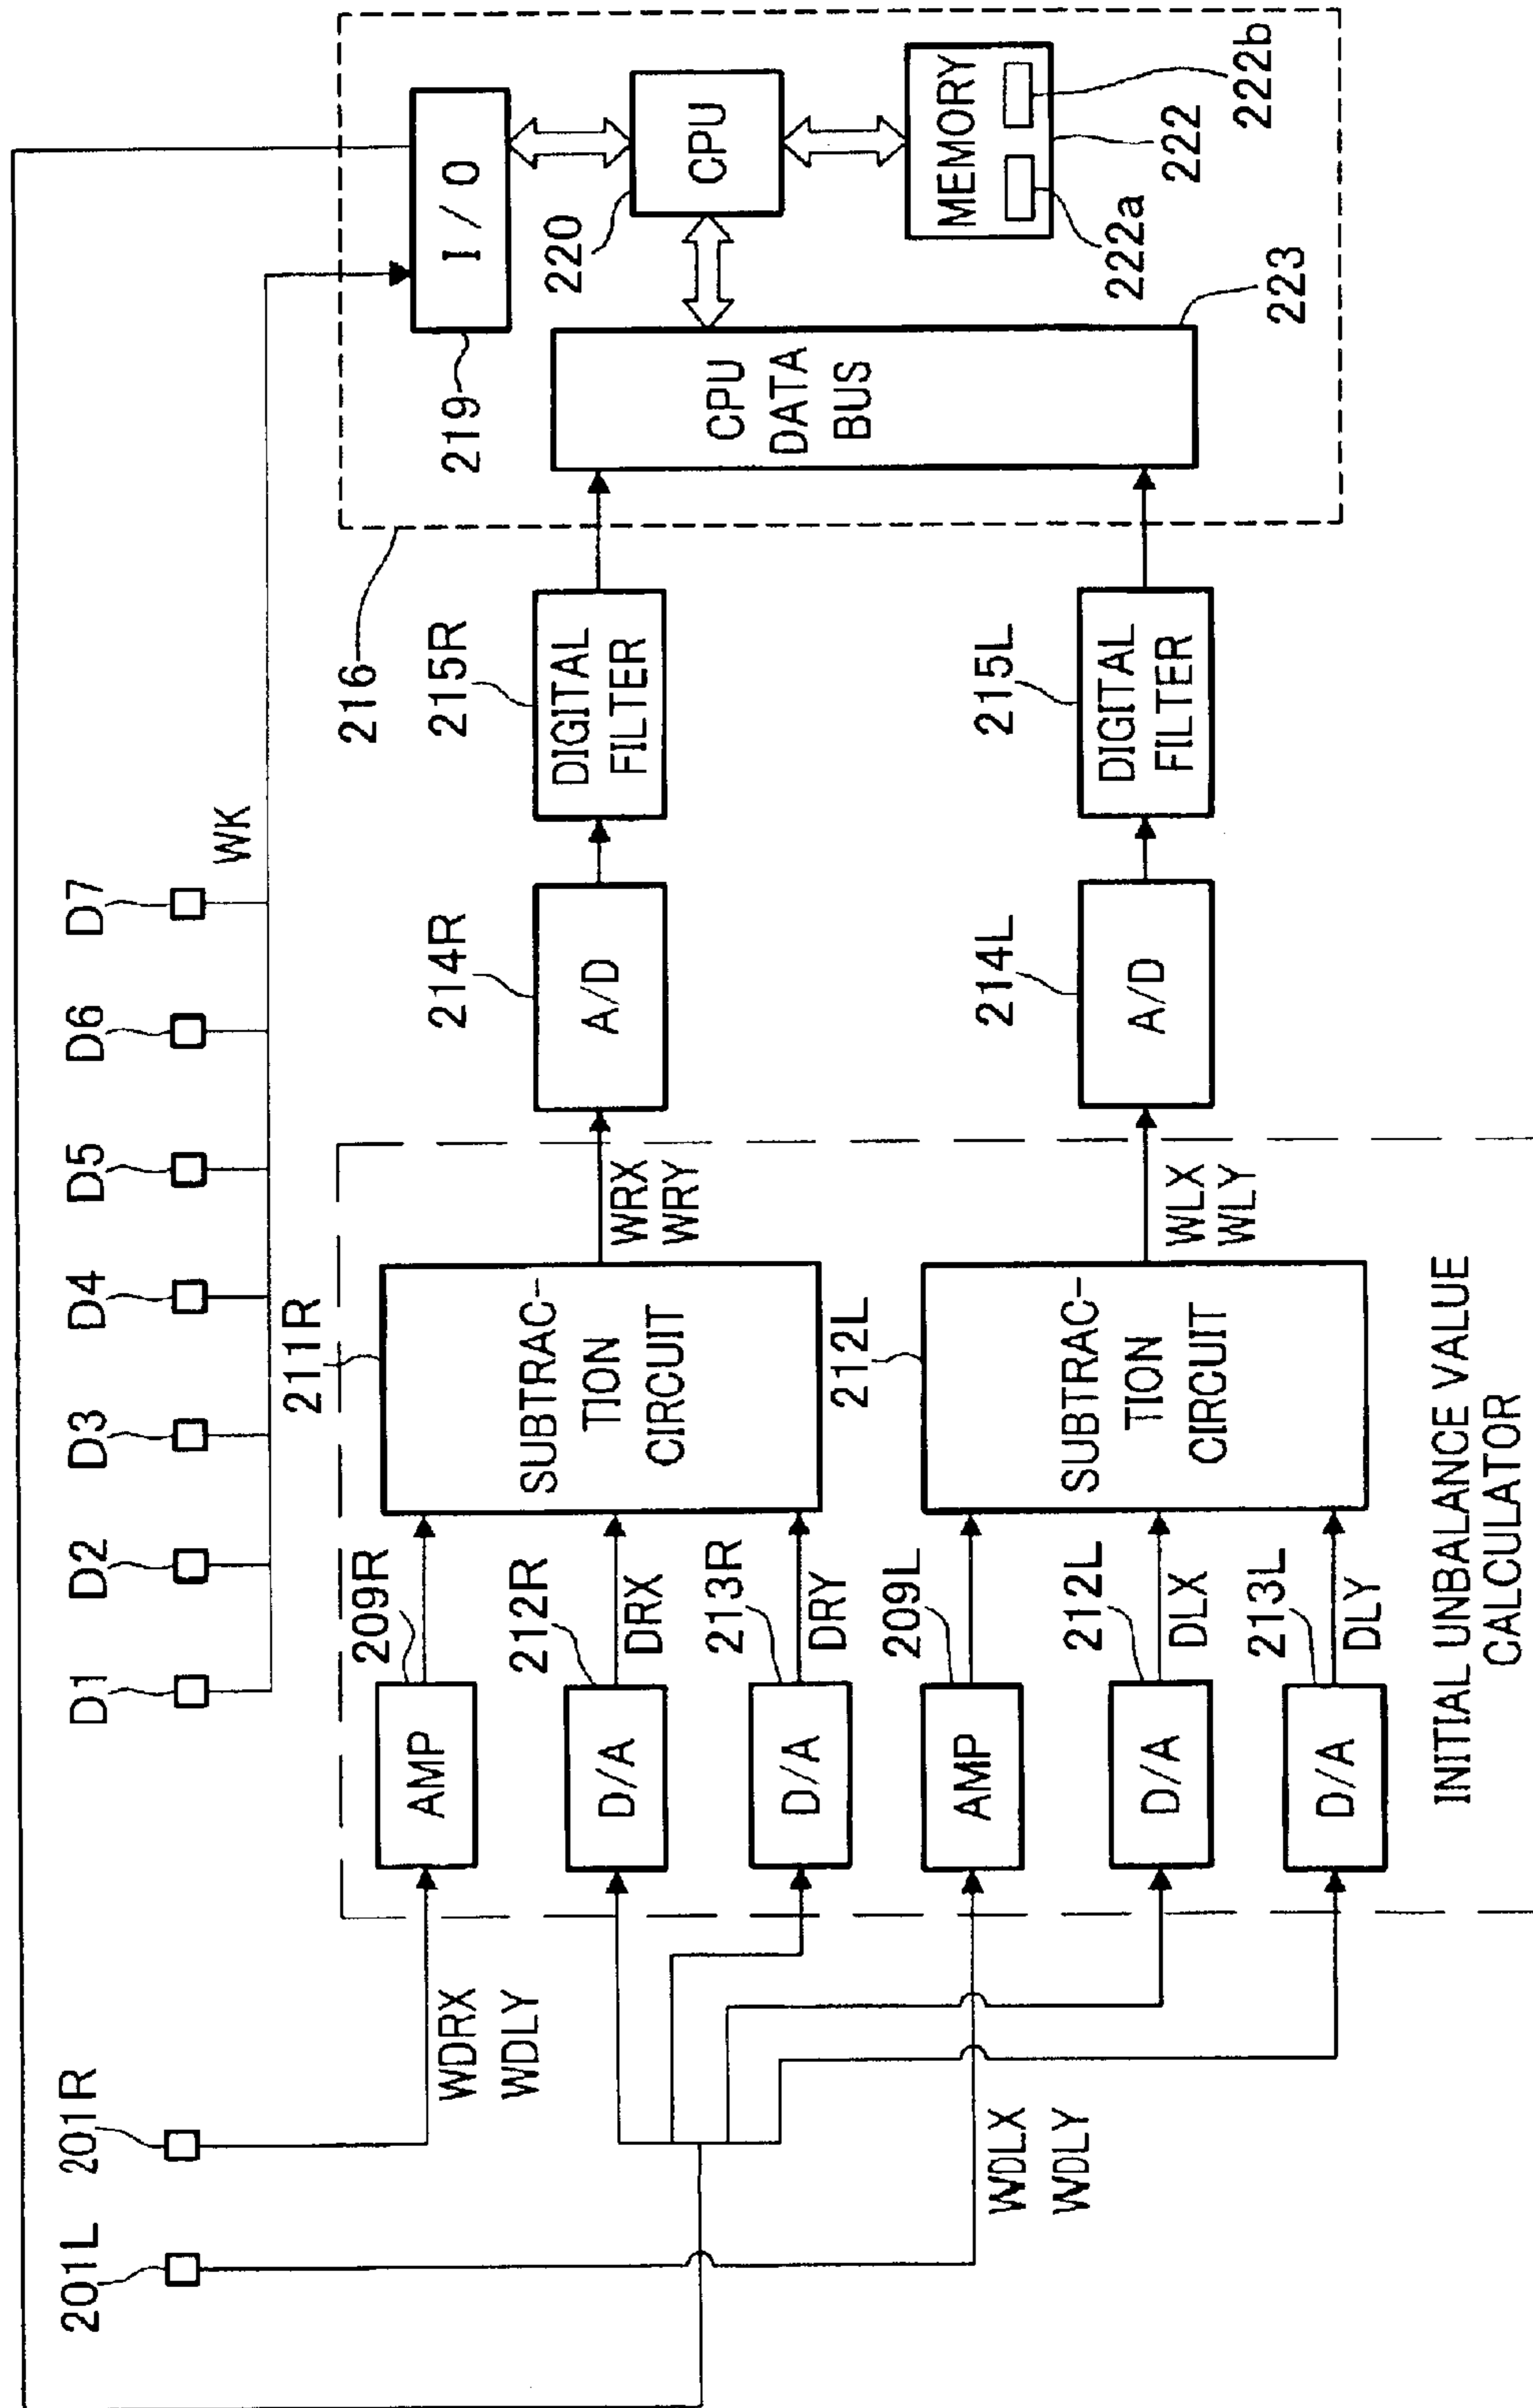 201L
201R
D1
D2
D3
D4
D5
D6
D7
WK
WDRX
WDLY
WDLX
WDLY
209R
AMP
212R
D/A
DRX
213R
D/A
DRY
209L
AMP
212L
D/A
DLX
213L
D/A
DLY
211R
SUBTRAC-
TION
CIRCUIT
212L
SUBTRAC-
TION
CIRCUIT
WRX
WRY
WLX
WLY
INITIAL UNBALANCE VALUE
CALCULATOR
214R
A/D
214L
A/D
215R
DIGITAL
FILTER
215L
DIGITAL
FILTER
216
219
I/O
220
CPU
CPU
DATA
BUS
223
MEMORY
222a
222
222b